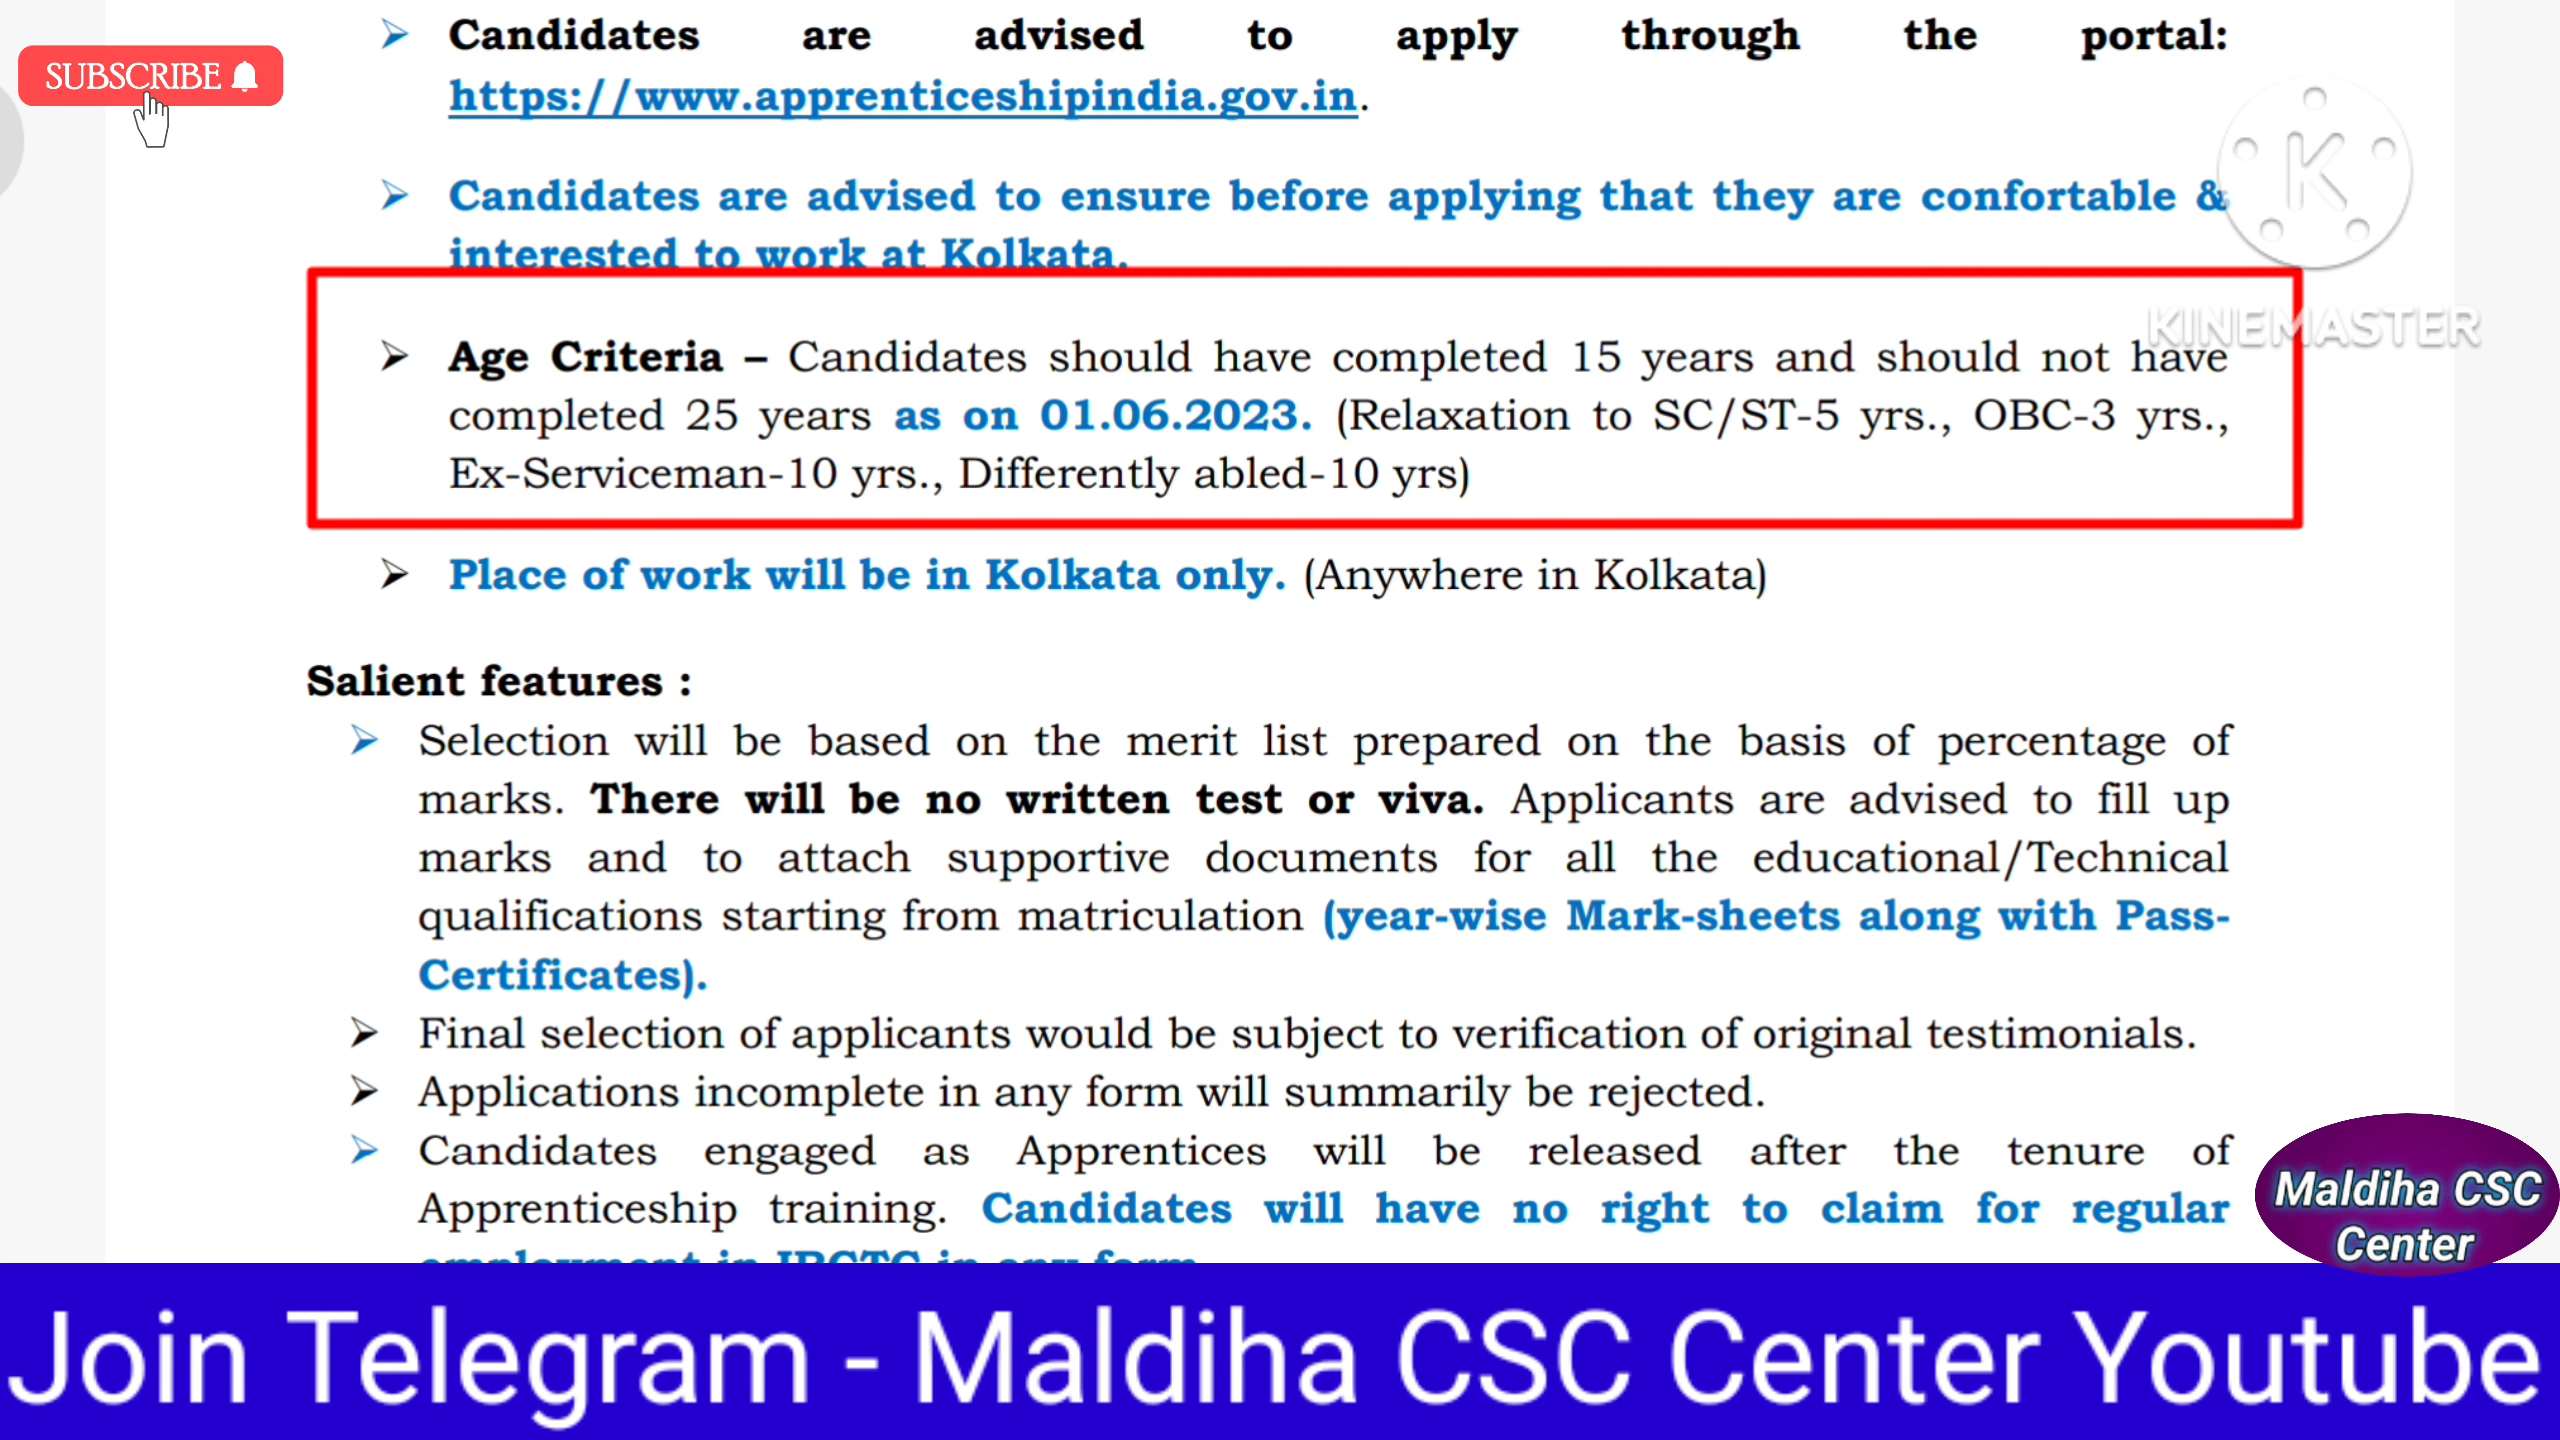 Candidates are advised to apply through the portal:
SUBSCRIBE
https://www.apprenticeshipindia.gov.in.
K
Candidates are advised to ensure before applying that they are confortable &
interested to work at Kolkata.
KINEMASTER
Age Criteria – Candidates should have completed 15 years and should not have
completed 25 years as on 01.06.2023. (Relaxation to SC/ST-5 yrs., OBC-3 yrs.,
Ex-Serviceman-10 yrs., Differently abled-10 yrs)
Place of work will be in Kolkata only. (Anywhere in Kolkata)
Salient features :
Selection will be based on the merit list prepared on the basis of percentage of
marks. There will be no written test or viva. Applicants are advised to fill up
marks and to attach supportive documents for all the educational/Technical
qualifications starting from matriculation (year-wise Mark-sheets along with Pass-
Certificates).
Final selection of applicants would be subject to verification of original testimonials.
Applications incomplete in any form will summarily be rejected.
Candidates engaged as Apprentices will be released after the tenure of
Apprenticeship training. Candidates will have no right to claim for regular
employment in IRCTC in any form
Maldiha CSC
Center
Join Telegram - Maldiha CSC Center Youtube